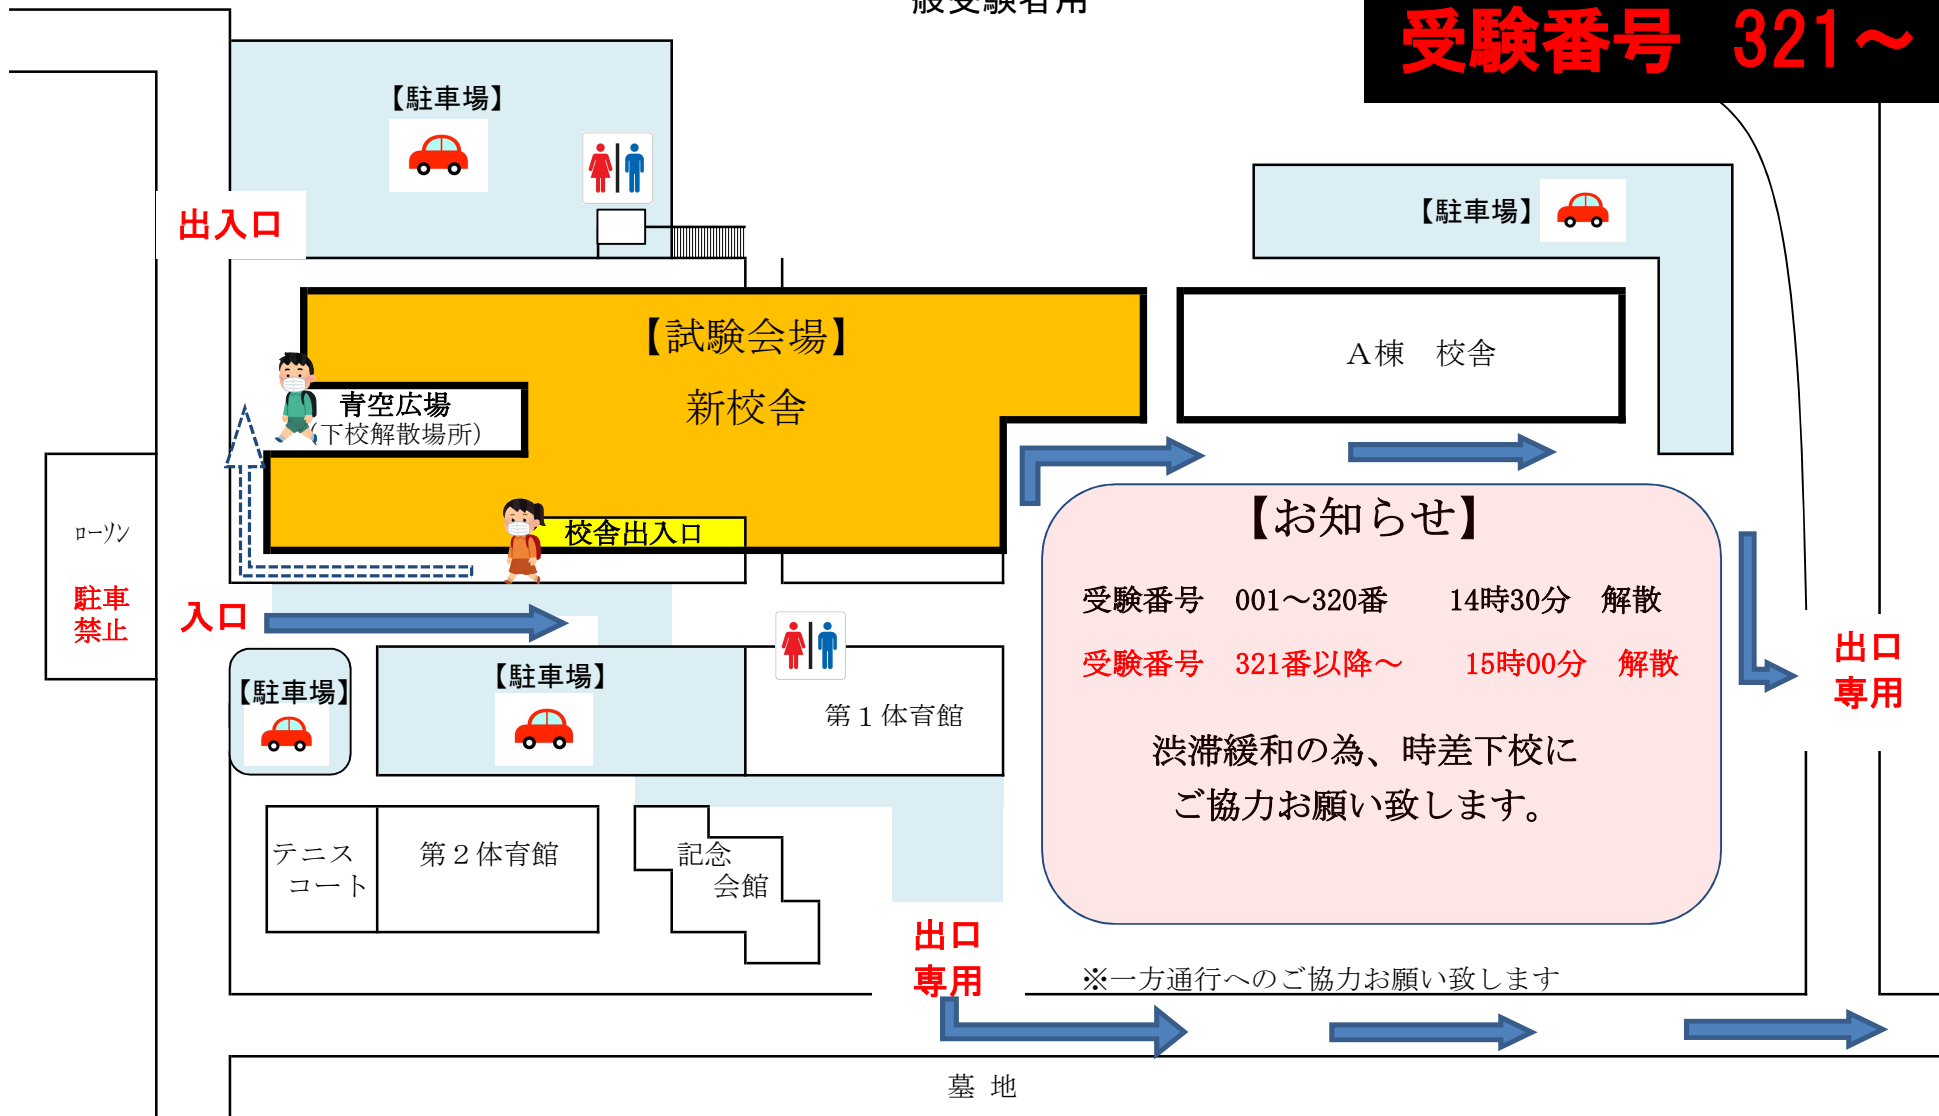 般受験者用
受験番号　321～
【駐車場】
出入口
【駐車場】
【試験会場】
新校舎
A棟　校舎
青空広場
（下校解散場所）
校舎出入口
ローソン
駐車
禁止
入口
【お知らせ】
受験番号　001～320番　　14時30分　解散
受験番号　321番以降～　　15時00分　解散
渋滞緩和の為、時差下校に
ご協力お願い致します。
出口
専用
【駐車場】
【駐車場】
第1体育館
テニス
コート
第2体育館
記念
会館
出口
専用
※一方通行へのご協力お願い致します
墓 地